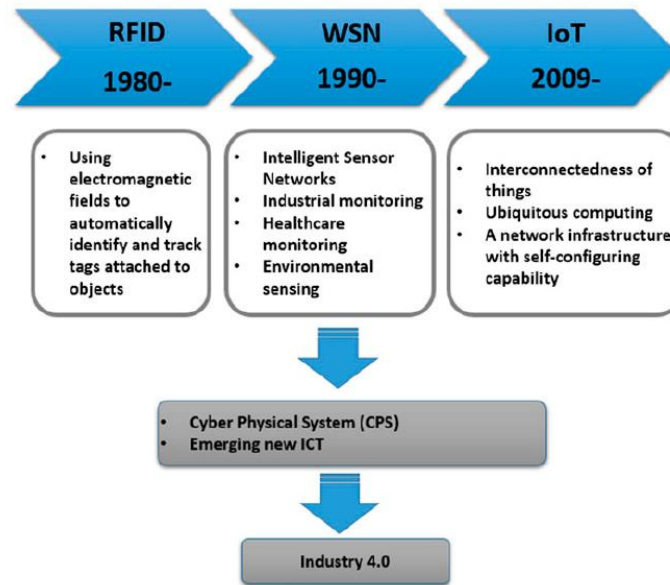 RFID
1980-
WSN
1990-
IoT
2009-
• Using
electromagnetic
fields to
automatically
identify and track
tags attached to
objects
• Intelligent Sensor
Networks
• Industrial monitoring
• Healthcare
monitoring
• Environmental
sensing
• Interconnectedness of
things
• Ubiquitous computing
• A network infrastructure
with self-configuring
capability
• Cyber Physical System (CPS)
• Emerging new ICT
Industry 4.0